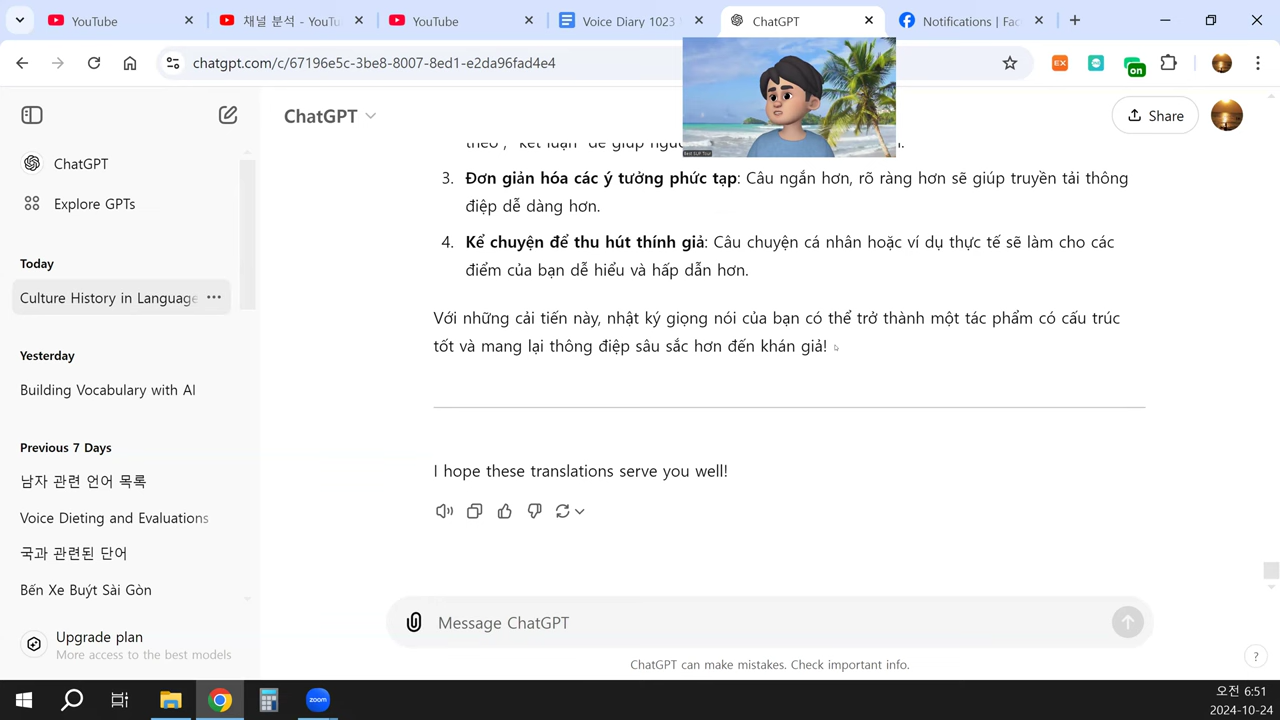 YouTube
채널 분석 - YouTu
YouTube
Voice Diary 1023
ChatGPT
Notifications | Fac
chatgpt.com/c/67196e5c-3be8-8007-8ed1-e2da96fad4e4
EX
on
ChatGPT
Share
ChatGPT
Explore GPTs
Today
Culture History in Language
Yesterday
Building Vocabulary with AI
Previous 7 Days
남자 관련 언어 목록
Voice Dieting and Evaluations
국과 관련된 단어
Bến Xe Buýt Sài Gòn
Upgrade plan
More access to the best models
3. Đơn giản hóa các ý tưởng phức tạp: Câu ngắn hơn, rõ ràng hơn sẽ giúp truyền tải thông
điệp dễ dàng hơn.
4. Kể chuyện để thu hút thính giả: Câu chuyện cá nhân hoặc ví dụ thực tế sẽ làm cho các
điểm của bạn dễ hiểu và hấp dẫn hơn.
Với những cải tiến này, nhật ký giọng nói của bạn có thể trở thành một tác phẩm có cấu trúc
tốt và mang lại thông điệp sâu sắc hơn đến khán giả!
I hope these translations serve you well!
Message ChatGPT
ChatGPT can make mistakes. Check important info.
?
zoom
오전 6:51
2024-10-24